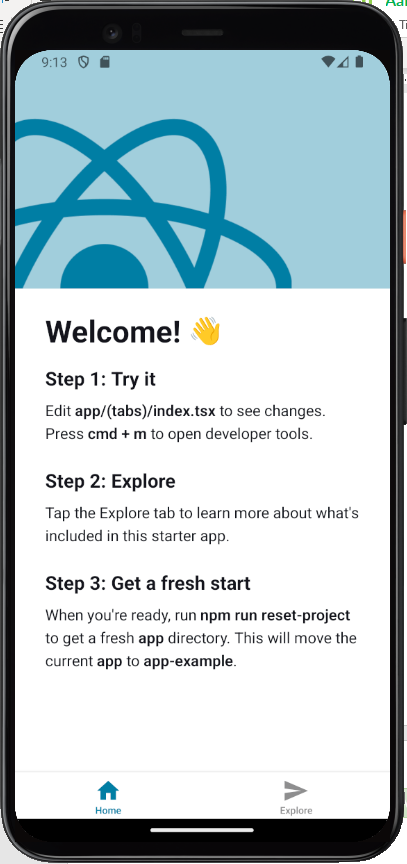 9:13
Welcome! 👋
Step 1: Try it
Edit app/(tabs)/index.tsx to see changes.
Press cmd + m to open developer tools.
Step 2: Explore
Tap the Explore tab to learn more about what's
included in this starter app.
Step 3: Get a fresh start
When you're ready, run npm run reset-project
to get a fresh app directory. This will move the
current app to app-example.
Home
Explore